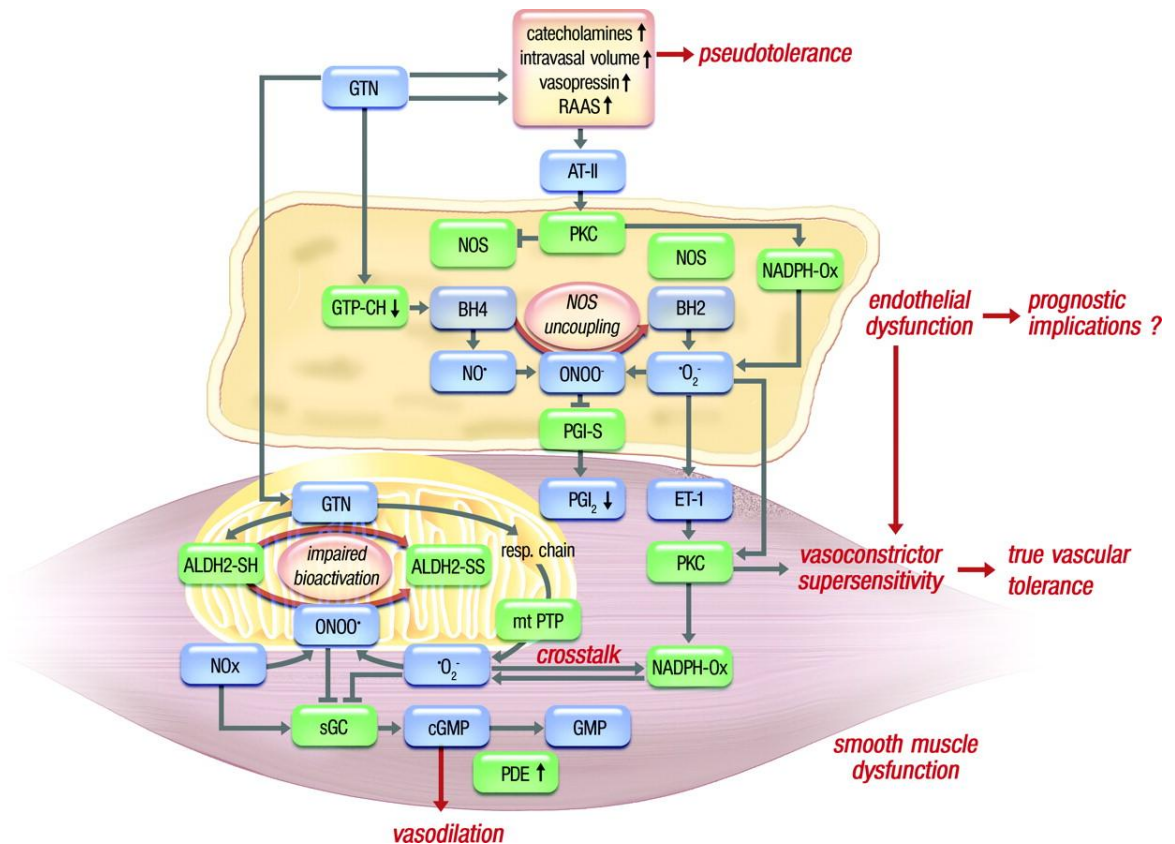 catecholamines ↑
intravasal volume ↑
vasopressin ↑
RAAS ↑
pseudotolerance
GTN
AT-II
NOS
PKC
NOS
NADPH-Ox
GTP-CH ↓
BH4
NOS
uncoupling
BH2
endothelial
dysfunction
prognostic
implications ?
NO•
ONOO-
•O2-
PGI-S
GTN
PGI2 ↓
ET-1
ALDH2-SH
impaired
bioactivation
ALDH2-SS
resp. chain
PKC
vasoconstrictor
supersensitivity
true vascular
tolerance
ONOO•
mt PTP
NOx
•O2-
crosstalk
NADPH-Ox
sGC
cGMP
GMP
PDE ↑
smooth muscle
dysfunction
vasodilation